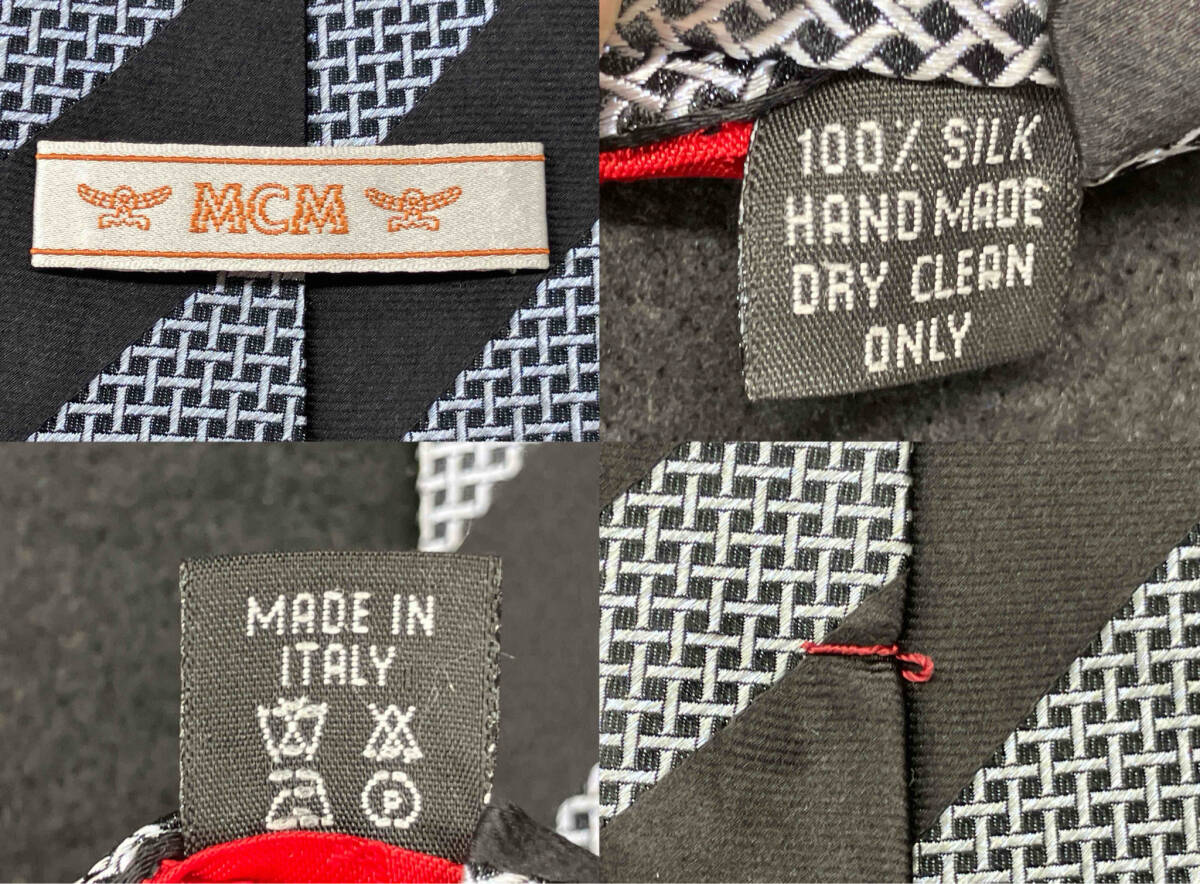 MCM
100% SILK
HAND MADE
DRY CLEAN
ONLY
MADE IN
ITALY
P